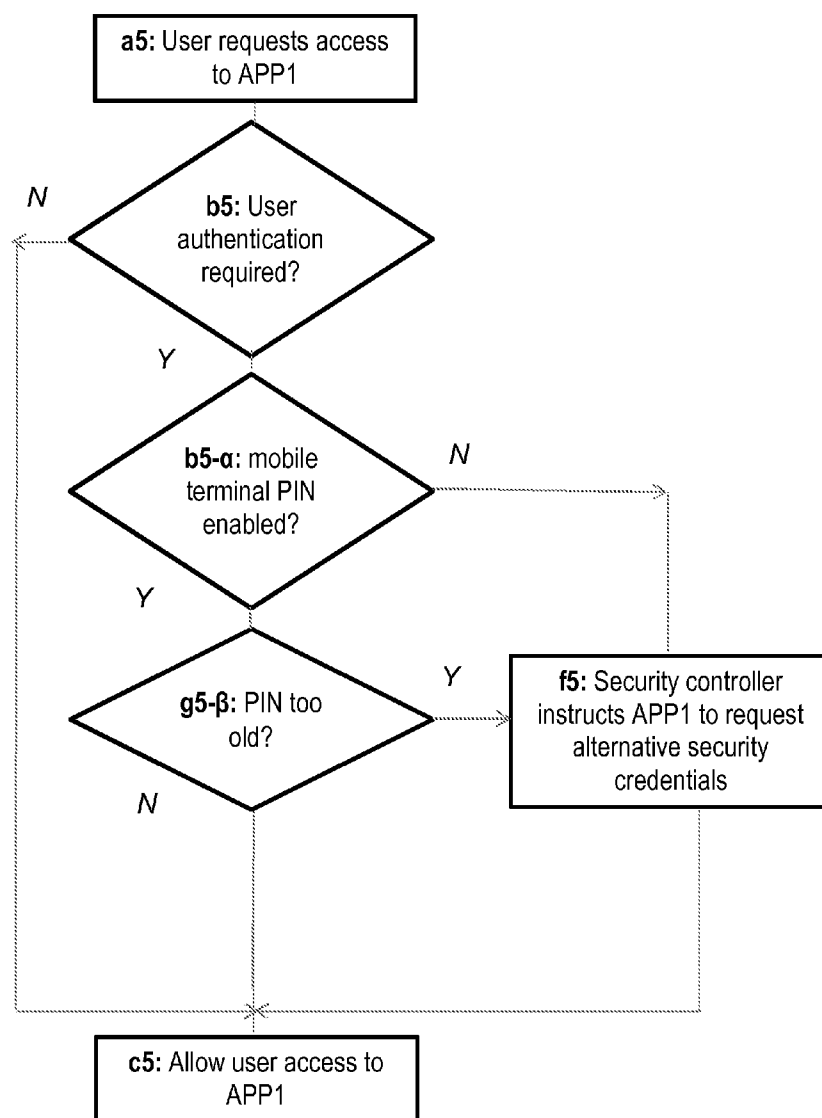 a5: User requests access
to APP1
N
b5: User
authentication
required?
Y
b5-α: mobile
terminal PIN
enabled?
N
Y
g5-β: PIN too
old?
Y
f5: Security controller
instructs APP1 to request
alternative security
credentials
N
c5: Allow user access to
APP1